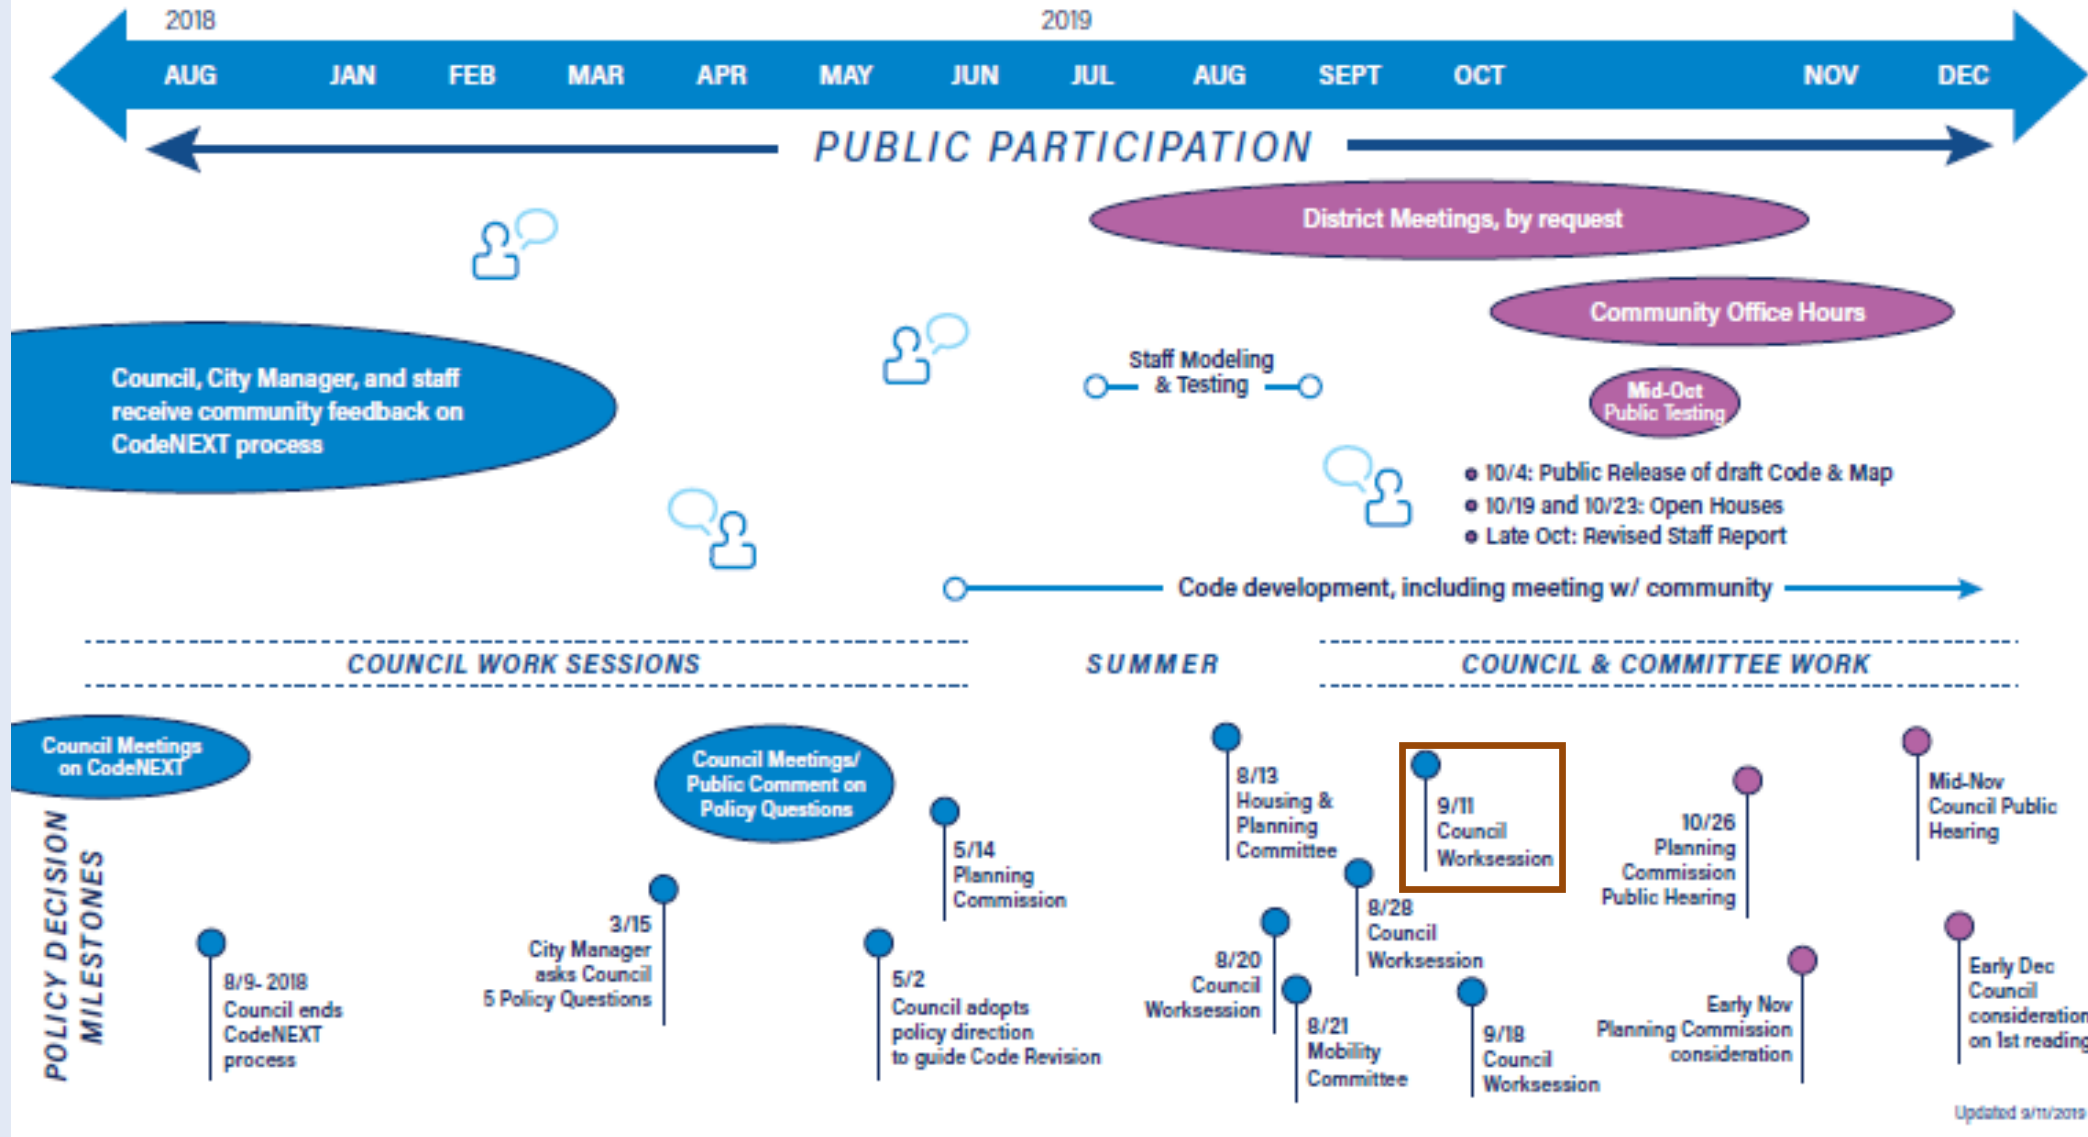 2018
2019
AUG JAN FEB MAR APR MAY JUN JUL AUG SEPT OCT NOV DEC
PUBLIC PARTICIPATION
District Meetings, by request
Community Office Hours
Council, City Manager, and staff
receive community feedback on
CodeNEXT process
Staff Modeling
& Testing
Mid-Oct
Public Testing
10/4: Public Release of draft Code & Map
10/19 and 10/23: Open Houses
Late Oct: Revised Staff Report
Code development, including meeting w/ community
COUNCIL WORK SESSIONS
SUMMER
COUNCIL & COMMITTEE WORK
Council Meetings
on CodeNEXT
Council Meetings/
Public Comment on
Policy Questions
POLICY DECISION
MILESTONES
8/9- 2018
Council ends
CodeNEXT
process
3/15
City Manager
asks Council
5 Policy Questions
5/2
Council adopts
policy direction
to guide Code Revision
5/14
Planning
Commission
8/13
Housing &
Planning
Committee
8/20
Council
Worksession
8/21
Mobility
Committee
8/28
Council
Worksession
9/11
Council
Worksession
9/18
Council
Worksession
10/26
Planning
Commission
Public Hearing
Early Nov
Planning Commission
consideration
Mid-Nov
Council Public
Hearing
Early Dec
Council
consideration
on 1st reading
Updated 9/11/2019